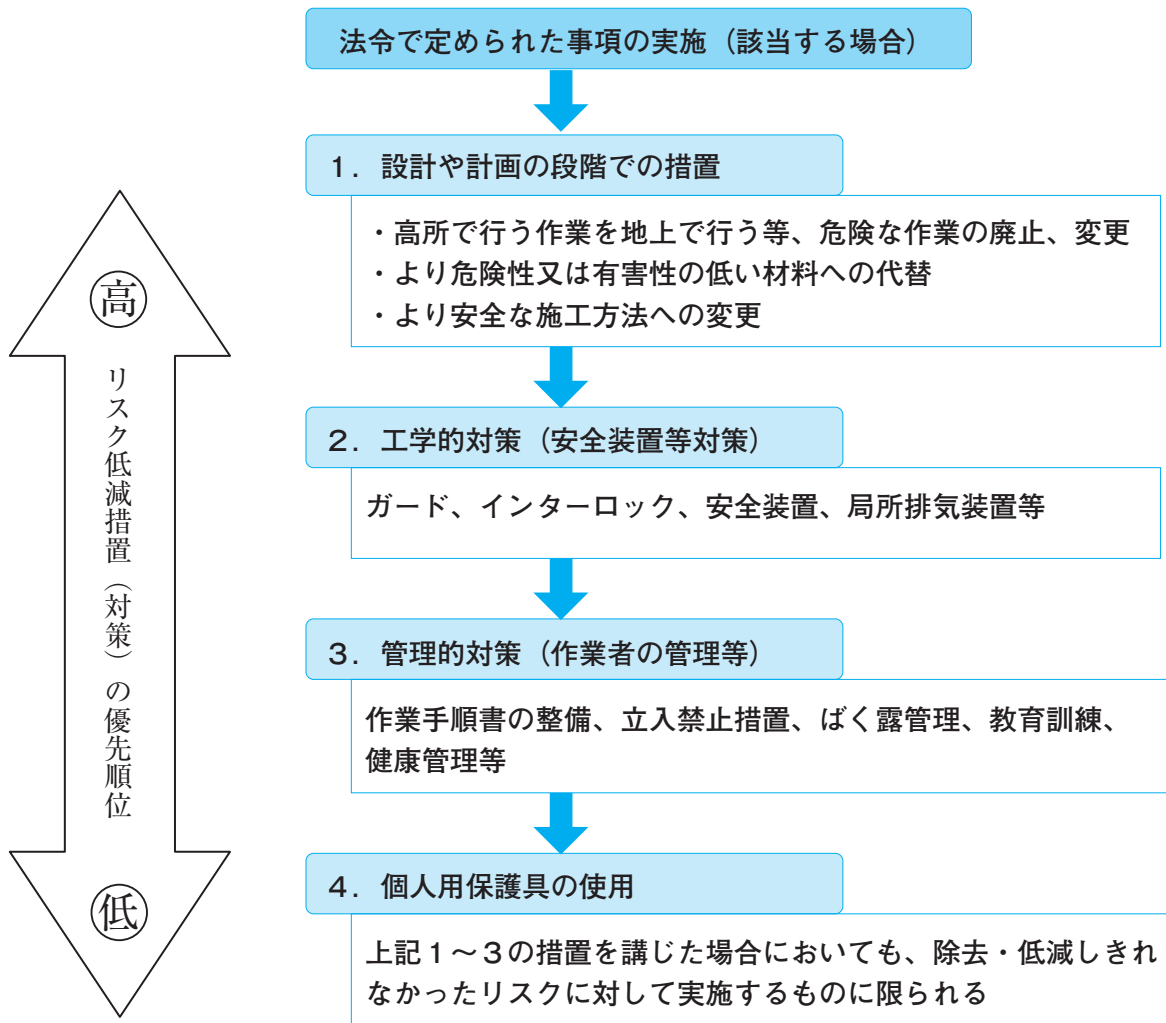 法令で定められた事項の実施（該当する場合）
１．設計や計画の段階での措置
・高所で行う作業を地上で行う等、危険な作業の廃止、変更
・より危険性又は有害性の低い材料への代替
・より安全な施工方法への変更
２．工学的対策（安全装置等対策）
ガード、インターロック、安全装置、局所排気装置等
３．管理的対策（作業者の管理等）
作業手順書の整備、立入禁止措置、ばく露管理、教育訓練、
健康管理等
４．個人用保護具の使用
上記１～３の措置を講じた場合においても、除去・低減しきれ
なかったリスクに対して実施するものに限られる
高
リスク低減措置（対策）の優先順位
低